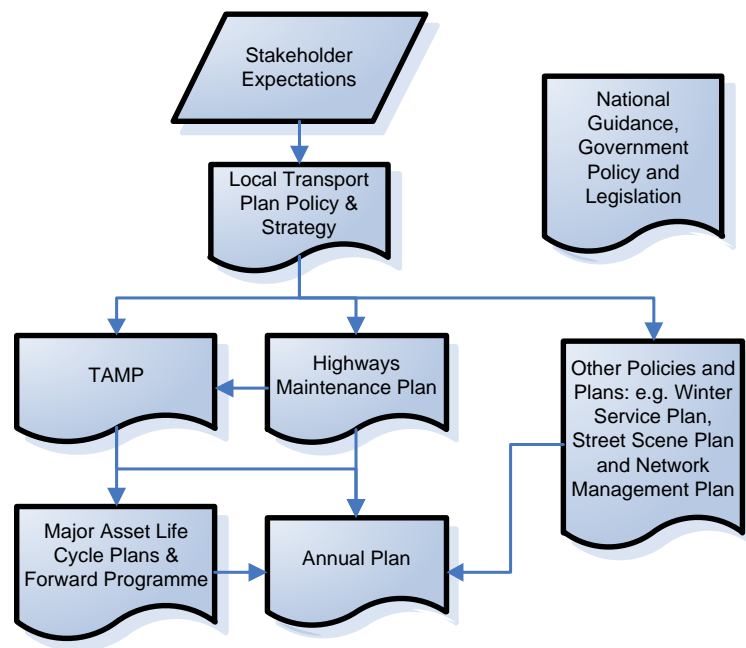 Stakeholder
Expectations
National
Guidance,
Government
Policy and
Legislation
Local Transport
Plan Policy &
Strategy
TAMP
Highways
Maintenance Plan
Other Policies and
Plans: e.g. Winter
Service Plan,
Street Scene Plan
and Network
Management Plan
Major Asset Life
Cycle Plans &
Forward Programme
Annual Plan